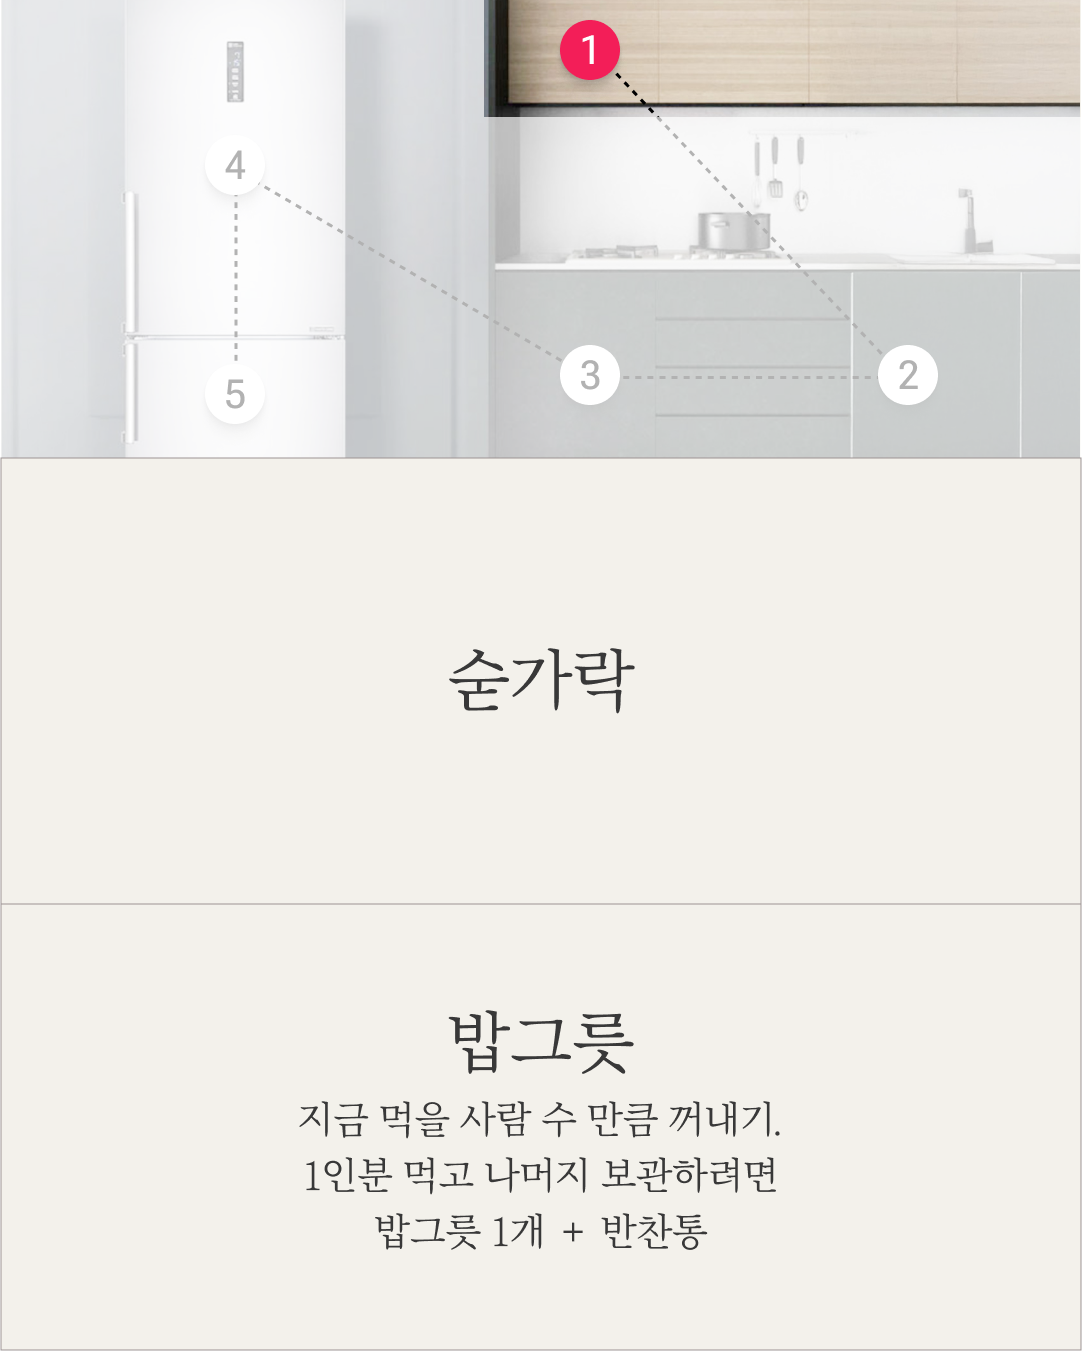 1
4
3
2
5
숟가락
밥그릇
지금 먹을 사람 수 만큼 꺼내기.
1인분 먹고 나머지 보관하려면
밥그릇 1개 + 반찬통